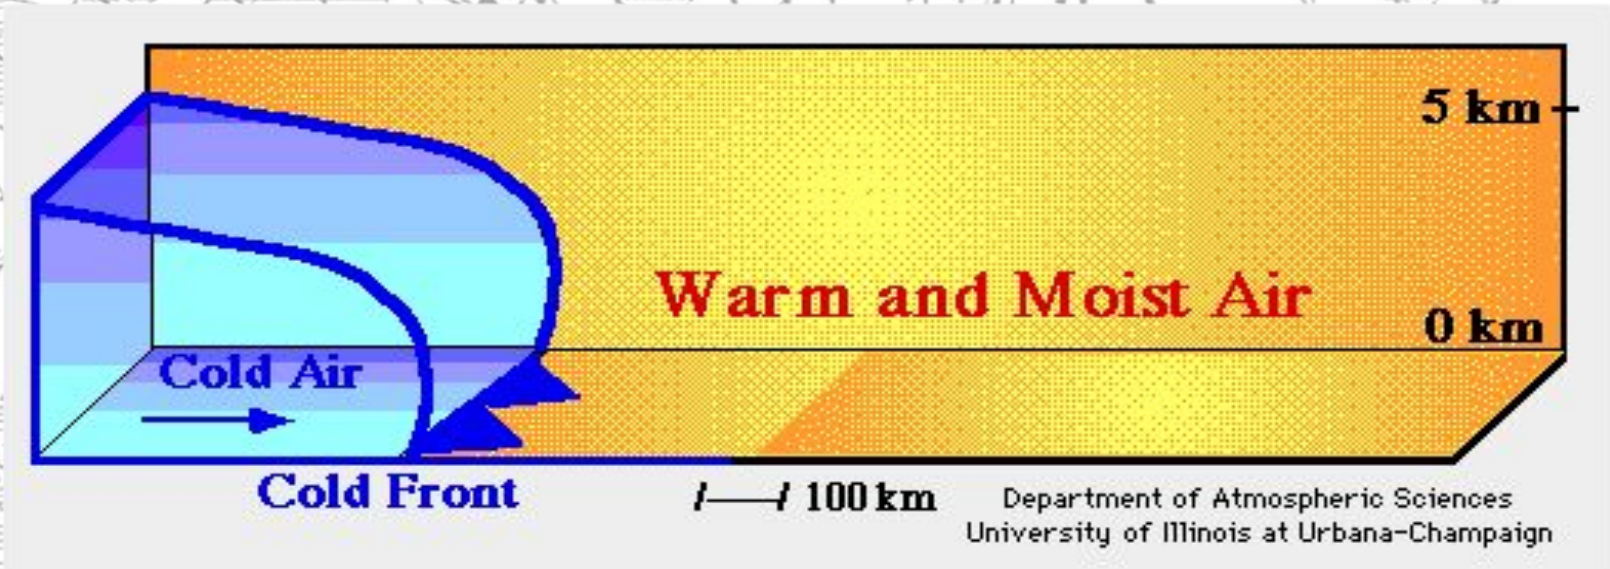 5 km
Warm and Moist Air
0 km
Cold Air
Cold Front
100 km
Department of Atmospheric Sciences
University of Illinois at Urbana-Champaign